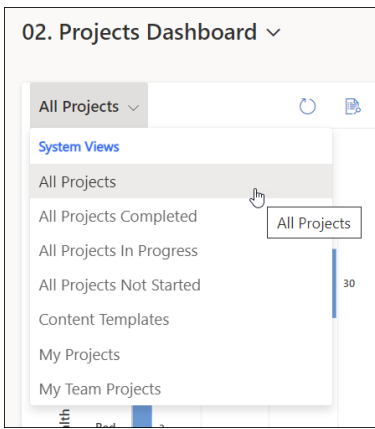 02. Projects Dashboard
All Projects
System Views
All Projects
All Projects
All Projects Completed
All Projects In Progress
All Projects Not Started
30
Content Templates
My Projects
My Team Projects
Red